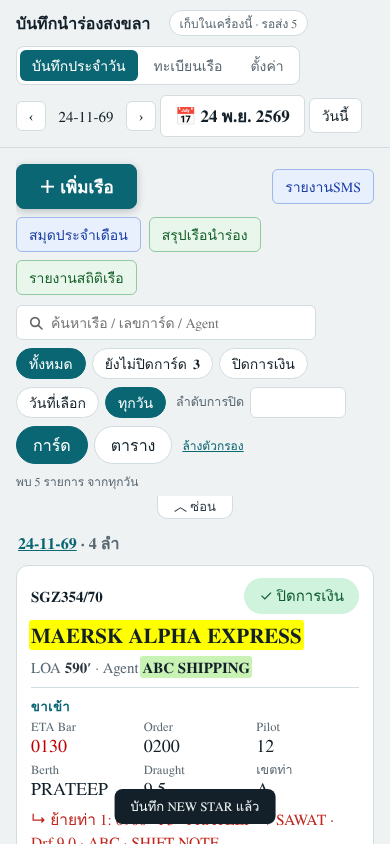 บันทึกนำร่องสงขลา
เก็บในเครื่องนี้ · รอส่ง 5
บันทึกประจำวัน ทะเบียนเรือ ตั้งค่า
‹ 24-11-69 › 📅 24 พ.ย. 2569 วันนี้
+ เพิ่มเรือ รายงานSMS
สมุดประจำเดือน สรุปเรือนำร่อง
รายงานสถิติเรือ
ค้นหาเรือ / เลขการ์ด / Agent
ทั้งหมด ยังไม่ปิดการ์ด 3 ปิดการเงิน
วันที่เลือก ทุกวัน ลำดับการปิด
การ์ด ตาราง ล้างตัวกรอง
พบ 5 รายการ จากทุกวัน
ซ่อน
24-11-69 · 4 ลำ
SGZ354/70 ✓ ปิดการเงิน
MAERSK ALPHA EXPRESS
LOA 590′ · Agent ABC SHIPPING
ขาเข้า
ETA Bar Order Pilot
0130 0200 12
Berth Draught เขตท่า
PRATEEP
บันทึก NEW STAR แล้ว
↳ ย้ายท่า 1: SAWAT ·
Drf 9.0 · ABC · SHIFT NOTE